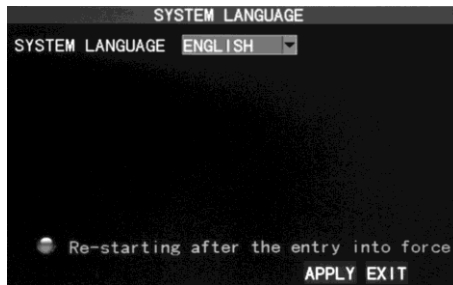 SYSTEM LANGUAGE
SYSTEM LANGUAGE ENGLISH
Re-starting after the entry into force
APPLY EXIT